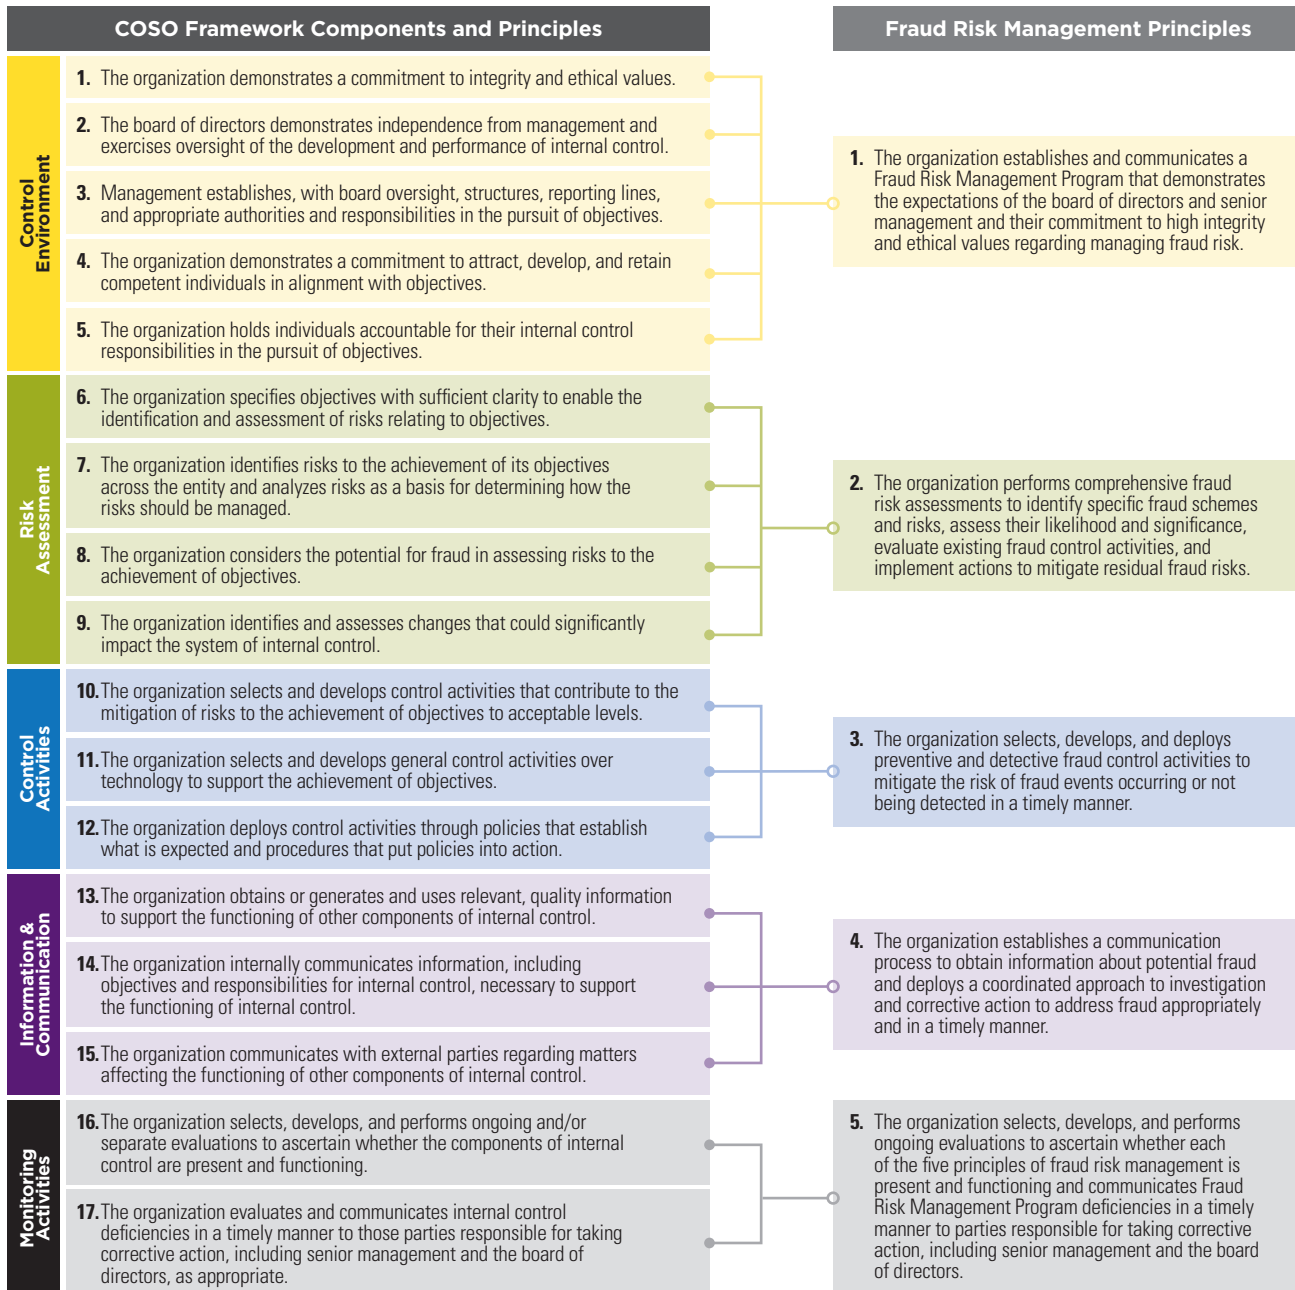 COSO Framework Components and Principles
Fraud Risk Management Principles
Control
Environment
1. The organization demonstrates a commitment to integrity and ethical values.
2. The board of directors demonstrates independence from management and
exercises oversight of the development and performance of internal control.
3. Management establishes, with board oversight, structures, reporting lines,
and appropriate authorities and responsibilities in the pursuit of objectives.
4. The organization demonstrates a commitment to attract, develop, and retain
competent individuals in alignment with objectives.
5. The organization holds individuals accountable for their internal control
responsibilities in the pursuit of objectives.
1. The organization establishes and communicates a
Fraud Risk Management Program that demonstrates
the expectations of the board of directors and senior
management and their commitment to high integrity
and ethical values regarding managing fraud risk.
Risk
Assessment
6. The organization specifies objectives with sufficient clarity to enable the
identification and assessment of risks relating to objectives.
7. The organization identifies risks to the achievement of its objectives
across the entity and analyzes risks as a basis for determining how the
risks should be managed.
8. The organization considers the potential for fraud in assessing risks to the
achievement of objectives.
9. The organization identifies and assesses changes that could significantly
impact the system of internal control.
2. The organization performs comprehensive fraud
risk assessments to identify specific fraud schemes
and risks, assess their likelihood and significance,
evaluate existing fraud control activities, and
implement actions to mitigate residual fraud risks.
Control
Activities
10. The organization selects and develops control activities that contribute to the
mitigation of risks to the achievement of objectives to acceptable levels.
11. The organization selects and develops general control activities over
technology to support the achievement of objectives.
12. The organization deploys control activities through policies that establish
what is expected and procedures that put policies into action.
3. The organization selects, develops, and deploys
preventive and detective fraud control activities to
mitigate the risk of fraud events occurring or not
being detected in a timely manner.
Information &
Communication
13. The organization obtains or generates and uses relevant, quality information
to support the functioning of other components of internal control.
14. The organization internally communicates information, including
objectives and responsibilities for internal control, necessary to support
the functioning of internal control.
15. The organization communicates with external parties regarding matters
affecting the functioning of other components of internal control.
4. The organization establishes a communication
process to obtain information about potential fraud
and deploys a coordinated approach to investigation
and corrective action to address fraud appropriately
and in a timely manner.
Monitoring
Activities
16. The organization selects, develops, and performs ongoing and/or
separate evaluations to ascertain whether the components of internal
control are present and functioning.
17. The organization evaluates and communicates internal control
deficiencies in a timely manner to those parties responsible for taking
corrective action, including senior management and the board of
directors, as appropriate.
5. The organization selects, develops, and performs
ongoing evaluations to ascertain whether each
of the five principles of fraud risk management is
present and functioning and communicates Fraud
Risk Management Program deficiencies in a timely
manner to parties responsible for taking corrective
action, including senior management and the board
of directors.